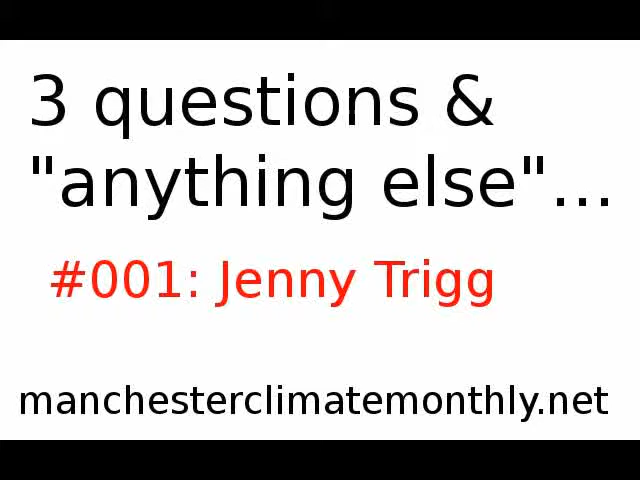 3 questions &
"anything else"...
#001: Jenny Trigg
manchesterclimatemonthly.net